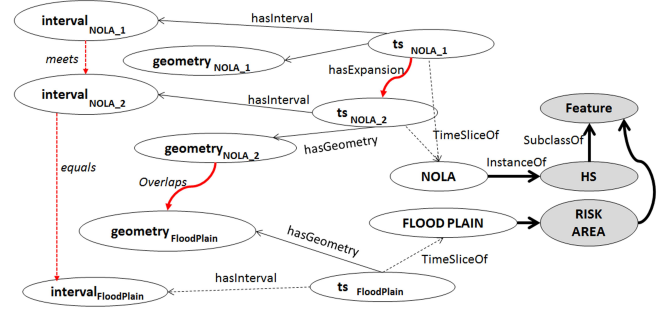 interval
NOLA_1
hasInterval
ts
NOLA_1
meets
geometry
NOLA_1
hasExpansion
interval
NOLA_2
hasInterval
ts
NOLA_2
Feature
TimeSliceOf
SubclassOf
geometry
NOLA_2
hasGeometry
InstanceOf
equals
Overlaps
NOLA
HS
geometry
FloodPlain
hasGeometry
FLOOD PLAIN
RISK
AREA
TimeSliceOf
hasInterval
interval FloodPlain
ts
FloodPlain